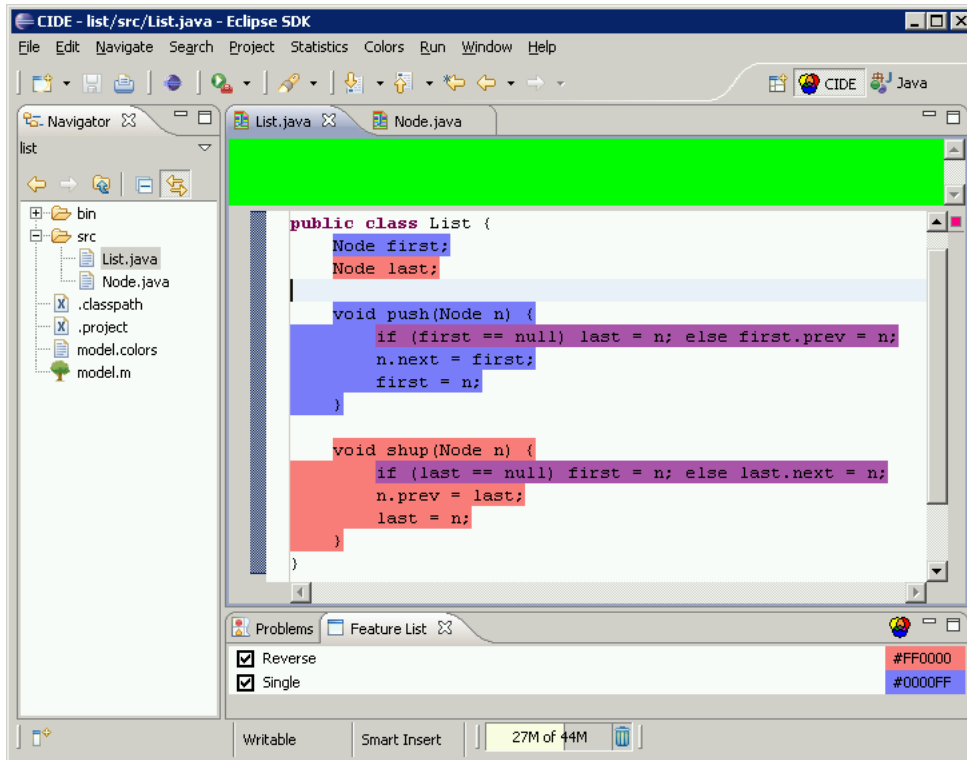 CIDE - list/src/List.java - Eclipse SDK
File Edit Navigate Search Project Statistics Colors Run Window Help
CIDE Java
Navigator
List.java
Node.java
list
bin
src
List.java
Node.java
.classpath
.project
model.colors
model.m
public class List {
Node first;
Node last;
void push(Node n) {
if (first == null) last = n; else first.prev = n;
n.next = first;
first = n;
}
void shup(Node n) {
if (last == null) first = n; else last.next = n;
n.prev = last;
last = n;
}
}
Problems
Feature List
Reverse #FF0000
Single #0000FF
Writable
Smart Insert
27M of 44M